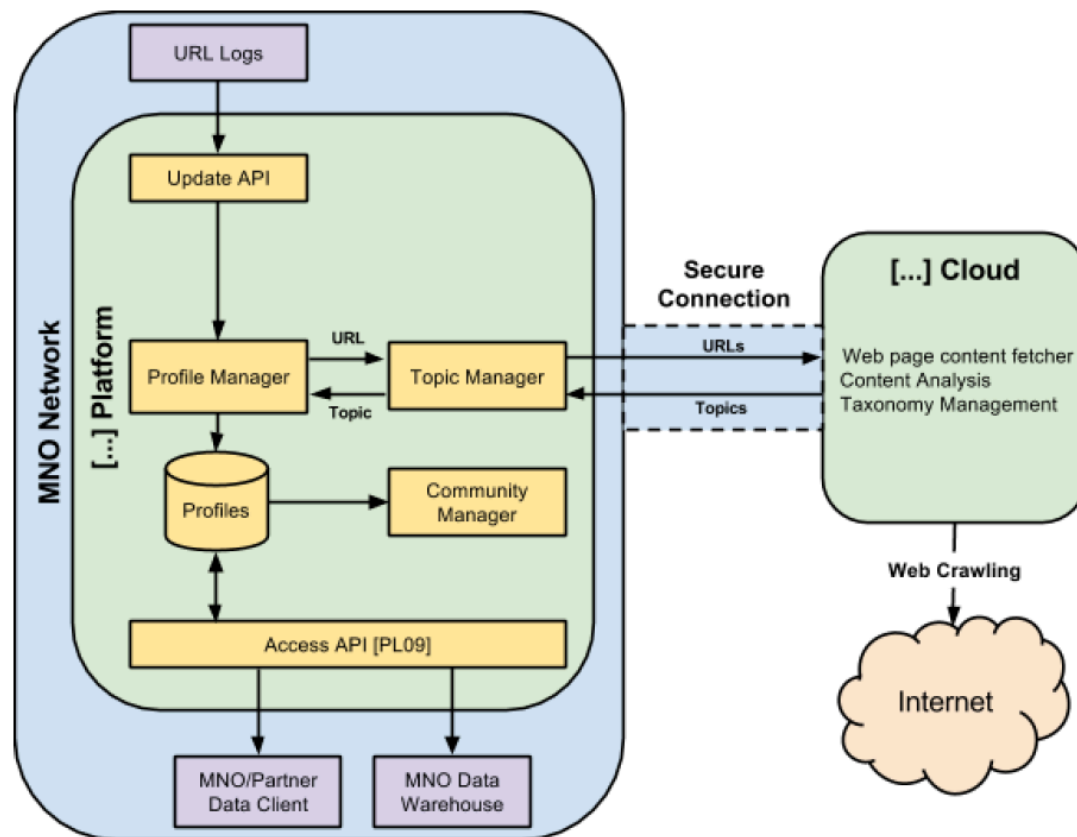 URL Logs
Update API
MNO Network
[...] Platform
Profile Manager
URL
Topic
Topic Manager
Profiles
Community
Manager
Access API [PL09]
MNO/Partner
Data Client
MNO Data
Warehouse
Secure
Connection
URLs
Topics
[...] Cloud
Web page content fetcher
Content Analysis
Taxonomy Management
Web Crawling
Internet